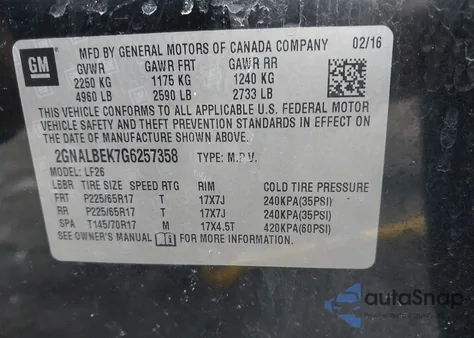 GM
MFD BY GENERAL MOTORS OF CANADA COMPANY 02/16
GVWR GAWR FRT GAWR RR
2250 KG 1175 KG 1240 KG
4960 LB 2590 LB 2733 LB
THIS VEHICLE CONFORMS TO ALL APPLICABLE U.S. FEDERAL MOTOR
VEHICLE SAFETY AND THEFT PREVENTION STANDARDS IN EFFECT ON
THE DATE OF MANUFACTURE SHOWN ABOVE.
2GNALBEK7G6257358 TYPE: M.P.V.
MODEL: LF26
TIRE SIZE SPEED RTG RIM COLD TIRE PRESSURE
FRT P225/65R17 T 17X7J 240KPA(35PSI)
RR P225/65R17 T 17X7J 240KPA(35PSI)
SPA T145/70R17 M 17X4.5T 420KPA(60PSI)
SEE OWNER'S MANUAL FOR MORE INFORMATION.
autoSnap